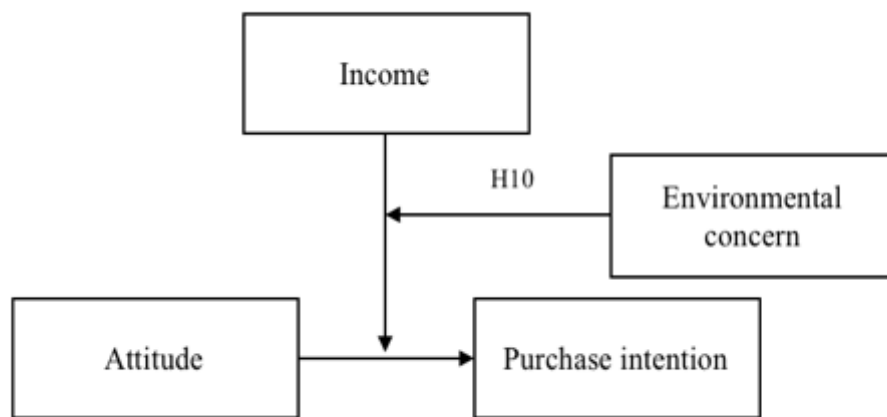 Income
H10
Environmental
concern
Attitude
Purchase intention